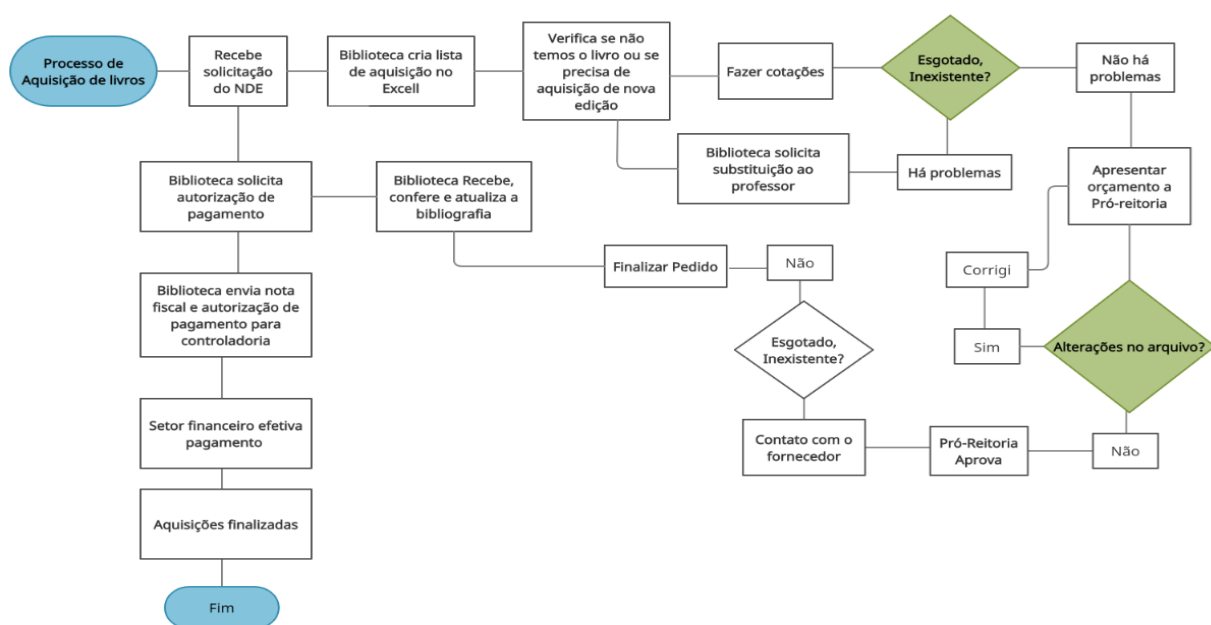 Processo de
Aquisição de livros
Recebe
solicitação
do NDE
Biblioteca cria lista
de aquisição no
Excell
Verifica se não
temos o livro ou se
precisa de
aquisição de nova
edição
Fazer cotações
Esgotado,
Inexistente?
Não há
problemas
Biblioteca solicita
substituição ao
professor
Há problemas
Apresentar
orçamento a
Pró-reitoria
Biblioteca solicita
autorização de
pagamento
Biblioteca Recebe,
confere e atualiza a
bibliografia
Finalizar Pedido
Não
Corrigi
Biblioteca envia nota
fiscal e autorização de
pagamento para
controladoria
Esgotado,
Inexistente?
Sim
Alterações no arquivo?
Setor financeiro efetiva
pagamento
Contato com o
fornecedor
Pró-Reitoria
Aprova
Não
Aquisições finalizadas
Fim